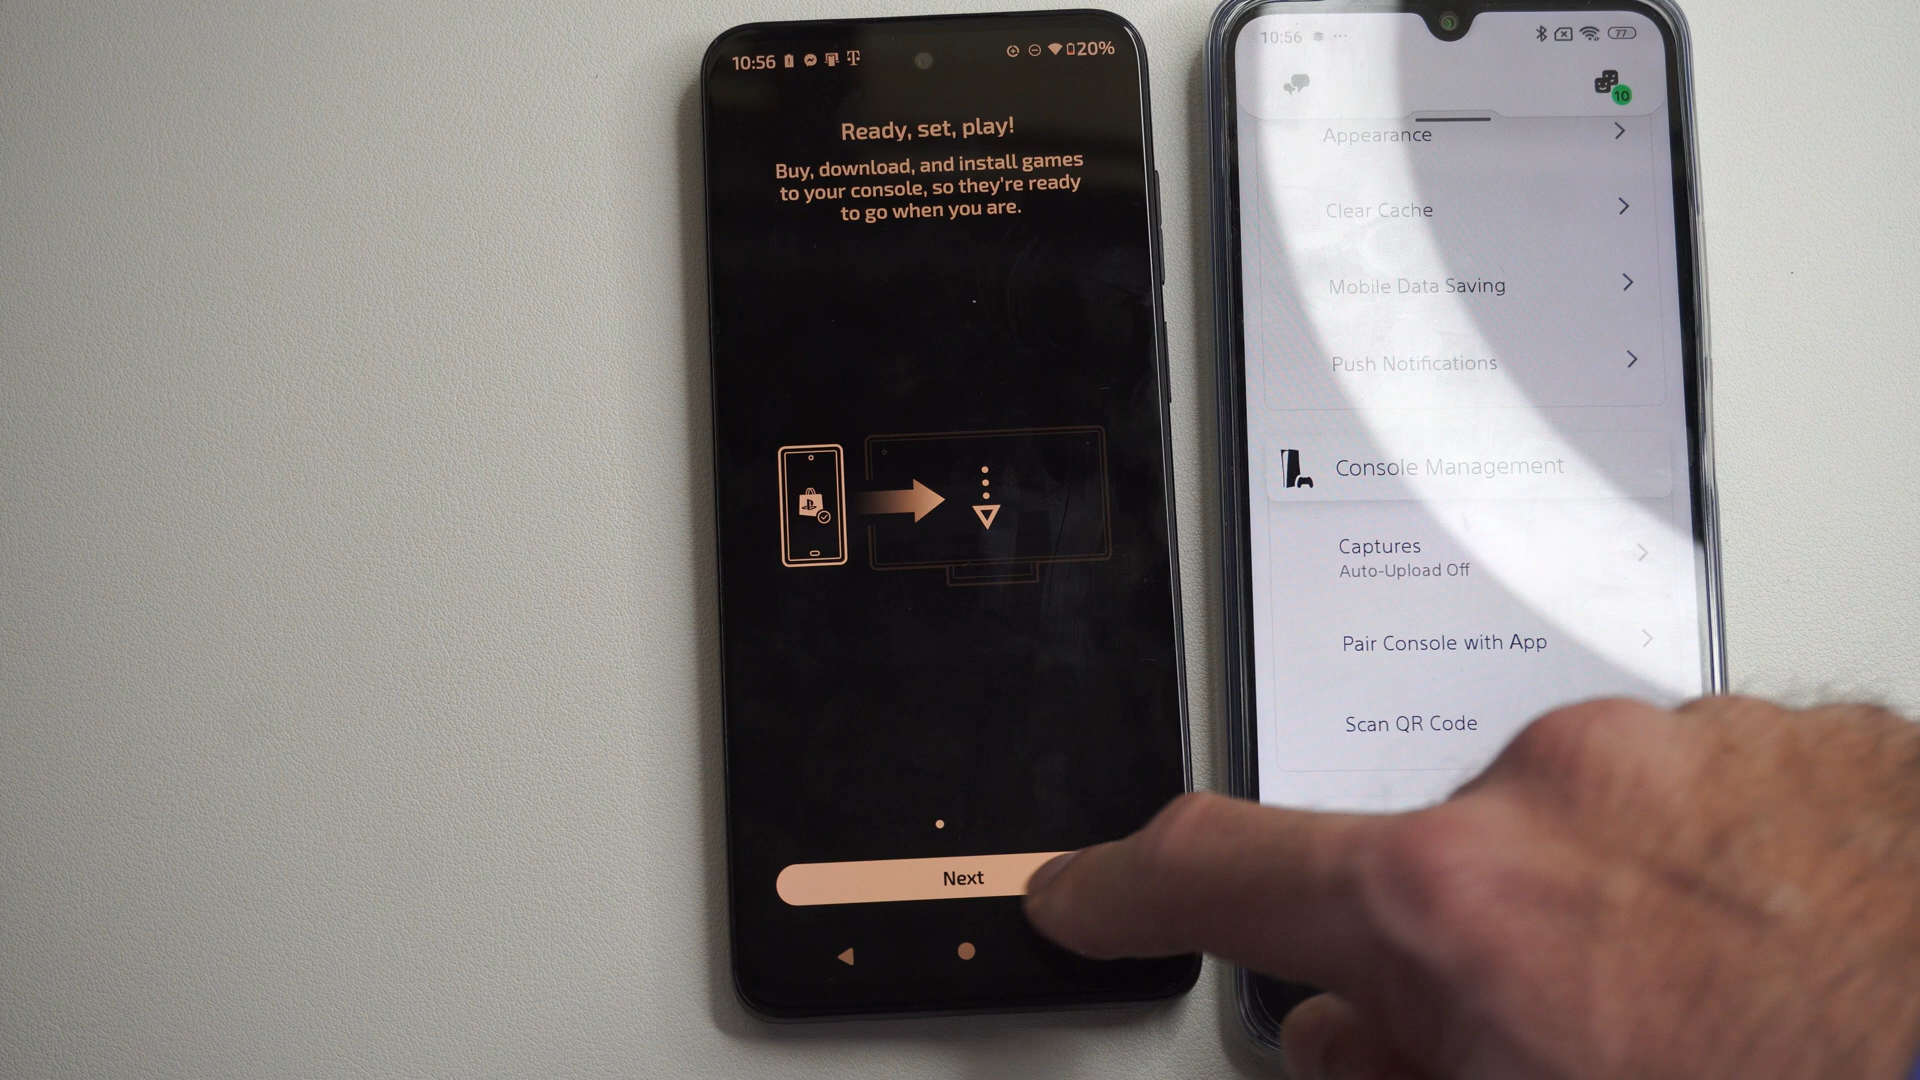 10:56
20%
Ready, set, play!
Buy, download, and install games
to your console, so they're ready
to go when you are.
Next
10:56
77
10
Appearance
Clear Cache
Mobile Data Saving
Push Notifications
Console Management
Captures
Auto-Upload Off
Pair Console with App
Scan QR Code